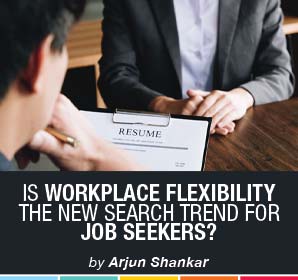 RESUME
IS WORKPLACE FLEXIBILITY
THE NEW SEARCH TREND FOR
JOB SEEKERS?
by Arjun Shankar